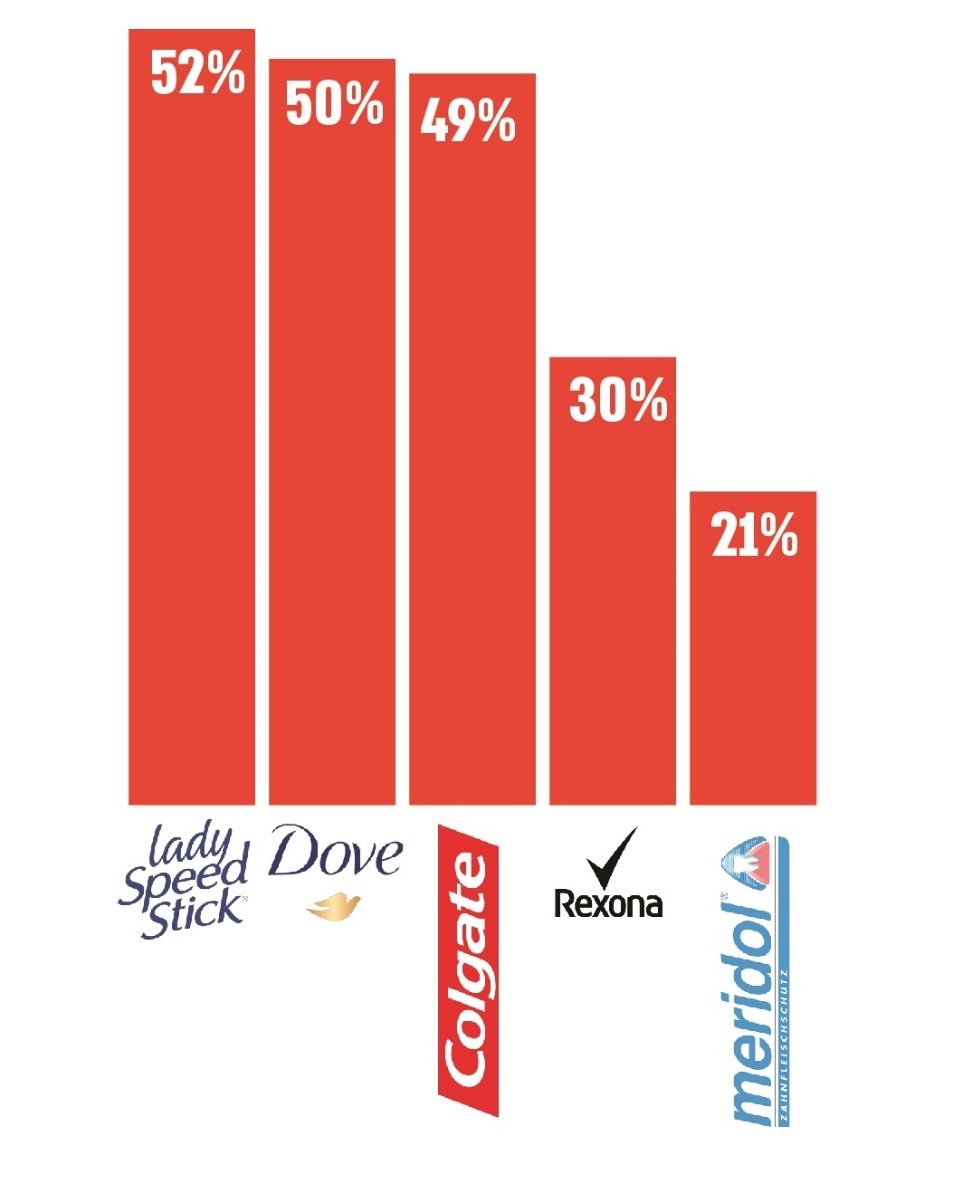 52%
50%
49%
30%
21%
lady
Speed
Stick®
Dove
Colgate
Rexona
meridol®
ZAHNFLEISCHSCHUTZ